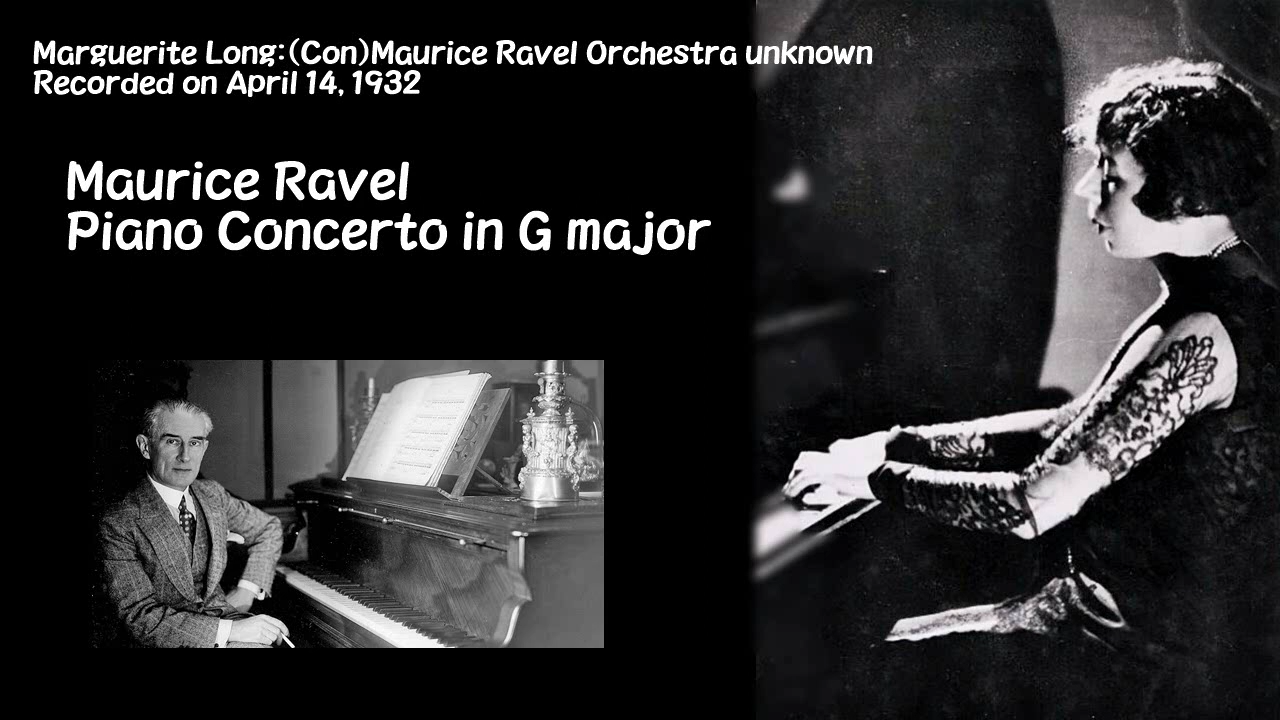 Marguerite Long:(Con)Maurice Ravel Orchestra unknown
Recorded on April 14, 1932
Maurice Ravel
Piano Concerto in G major